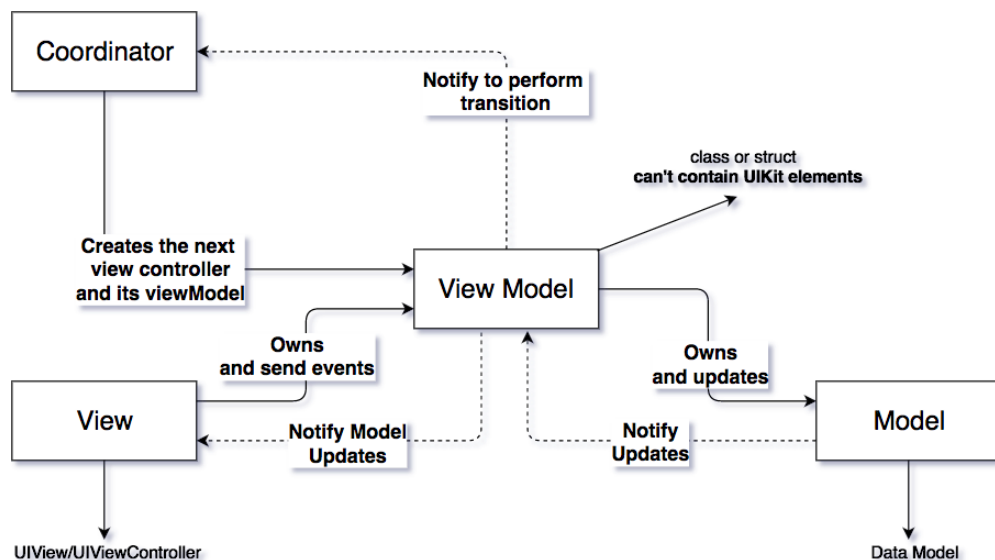 Coordinator
Notify to perform
transition
class or struct
can't contain UIKit elements
Creates the next
view controller
and its viewModel
View Model
Owns
and send events
Owns
and updates
View
Notify Model
Updates
Notify
Updates
Model
UIView/UIViewController
Data Model